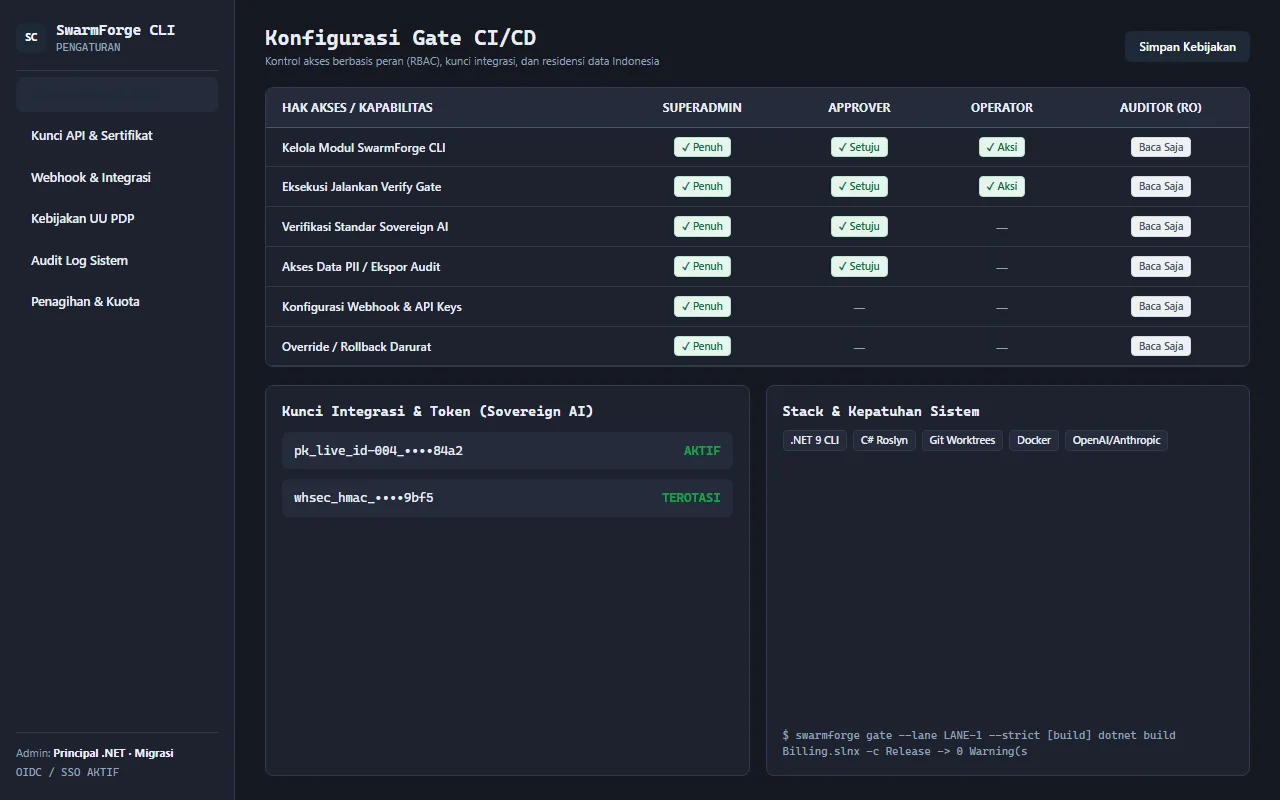 SC
SwarmForge CLI
PENGATURAN
Kunci API & Sertifikat
Webhook & Integrasi
Kebijakan UU PDP
Audit Log Sistem
Penagihan & Kuota
Admin: Principal .NET · Migrasi
OIDC / SSO AKTIF
Konfigurasi Gate CI/CD
Kontrol akses berbasis peran (RBAC), kunci integrasi, dan residensi data Indonesia
Simpan Kebijakan
HAK AKSES / KAPABILITAS SUPERADMIN APPROVER OPERATOR AUDITOR (RO)
Kelola Modul SwarmForge CLI ✓ Penuh ✓ Setuju ✓ Aksi Baca Saja
Eksekusi Jalankan Verify Gate ✓ Penuh ✓ Setuju ✓ Aksi Baca Saja
Verifikasi Standar Sovereign AI ✓ Penuh ✓ Setuju — Baca Saja
Akses Data PII / Ekspor Audit ✓ Penuh ✓ Setuju — Baca Saja
Konfigurasi Webhook & API Keys ✓ Penuh — — Baca Saja
Override / Rollback Darurat ✓ Penuh — — Baca Saja
Kunci Integrasi & Token (Sovereign AI)
pk_live_id-004_••••84a2 AKTIF
whsec_hmac_••••9bf5 TEROTASI
Stack & Kepatuhan Sistem
.NET 9 CLI C# Roslyn Git Worktrees Docker OpenAI/Anthropic
$ swarmforge gate --lane LANE-1 --strict [build] dotnet build
Billing.slnx -c Release -> 0 Warning(s